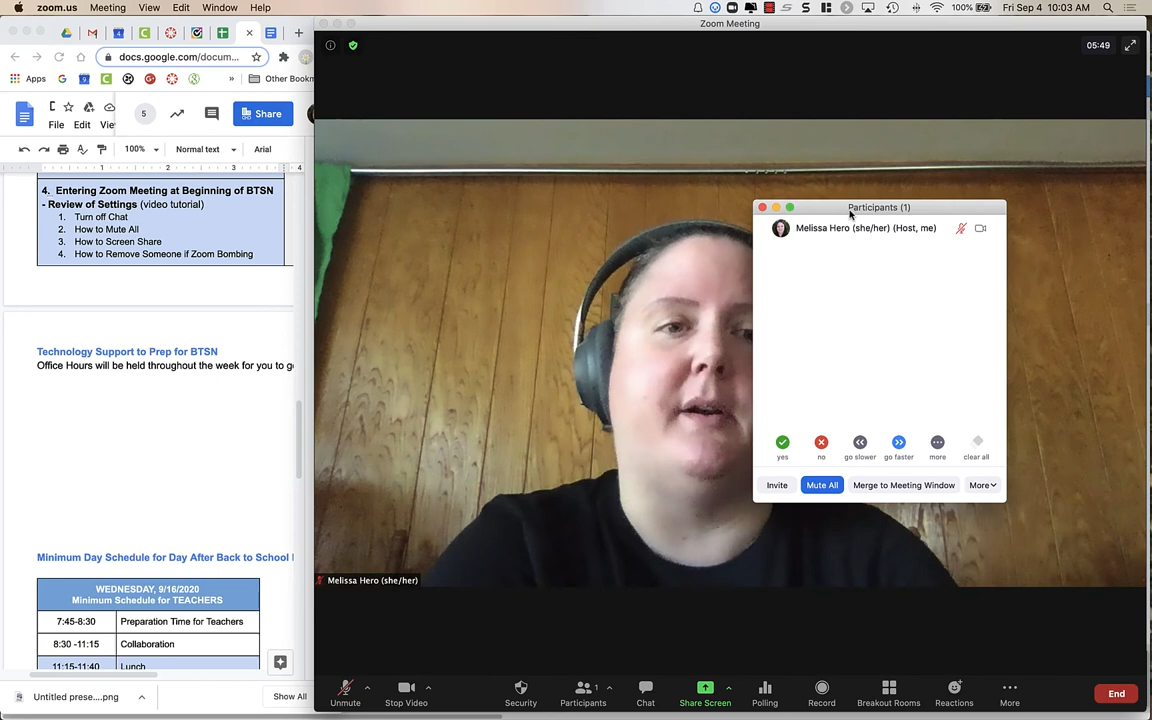 zoom.us Meeting View Edit Window Help
100% Fri Sep 4 10:03 AM
docs.google.com/docum...
Apps
»
Other Bookm
File Edit Vie
5
Share
100% Normal text Arial
1 2 3 4
4. Entering Zoom Meeting at Beginning of BTSN
- Review of Settings (video tutorial)
1. Turn off Chat
2. How to Mute All
3. How to Screen Share
4. How to Remove Someone if Zoom Bombing
Technology Support to Prep for BTSN
Office Hours will be held throughout the week for you to g
Minimum Day Schedule for Day After Back to School
WEDNESDAY, 9/16/2020
Minimum Schedule for TEACHERS
7:45-8:30 Preparation Time for Teachers
8:30 -11:15 Collaboration
11:15-11:40 Lunch
Untitled prese....png
Show All
Zoom Meeting
05:49
Participants (1)
Melissa Hero (she/her) (Host, me)
yes no go slower go faster more clear all
Invite Mute All Merge to Meeting Window More
Melissa Hero (she/her)
1
Unmute Stop Video Security Participants Chat Share Screen Polling Record Breakout Rooms Reactions More
End